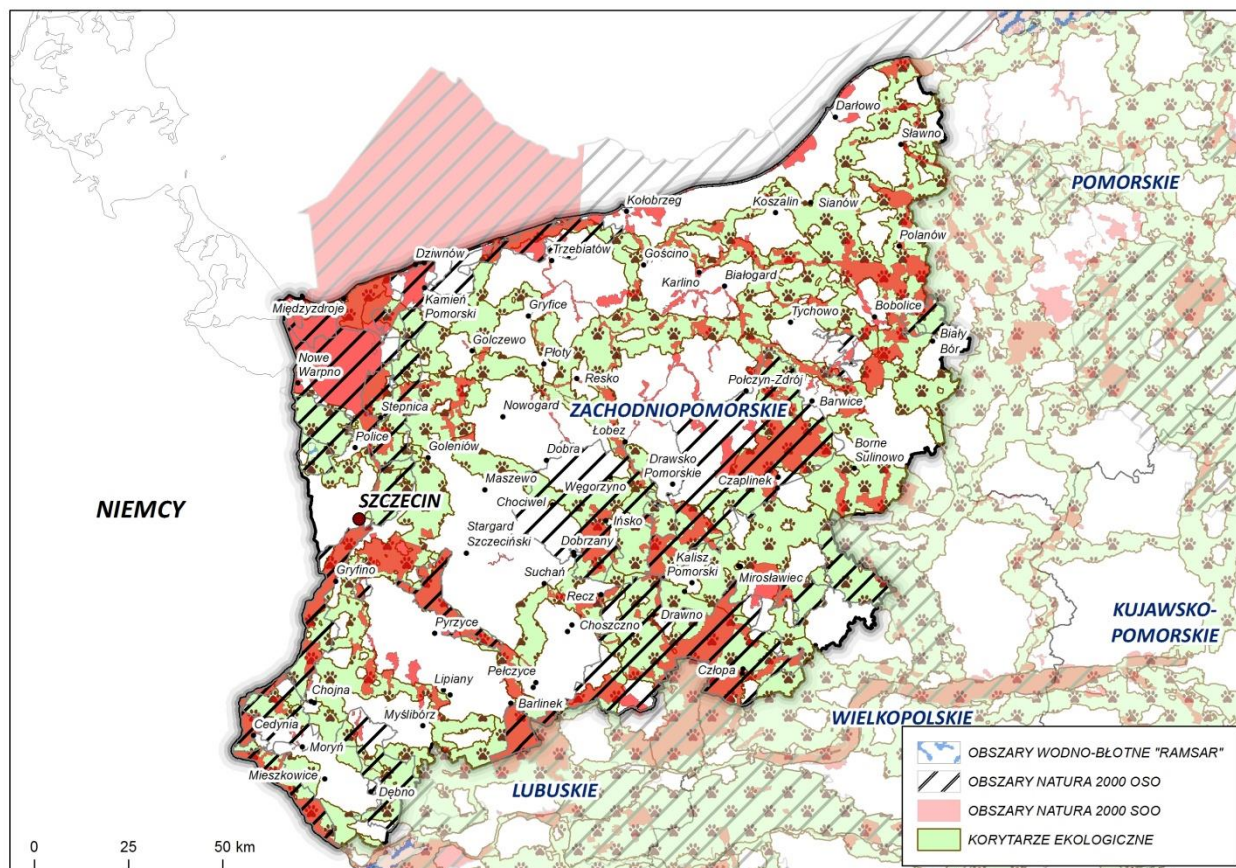 Darłowo
Sławno
POMORSKIE
Kołobrzeg
Koszalin
Sianów
Polanów
Dziwnów
Trzebiatów
Gościno
Karlino
Białogard
Międzyzdroje
Kamień
Pomorski
Gryfice
Tychowo
Bobolice
Biały
Bór
Golczewo
Płoty
Nowe
Warpno
Resko
Połczyn-Zdrój
Barwice
Stepnica
Nowogard
ZACHODNIOPOMORSKIE
Police
Goleniów
Łobez
Dobra
Drawsko
Pomorskie
Borne
Sulinowo
Węgorzyno
Czaplinek
Maszewo
Chociwel
NIEMCY
SZCZECIN
Ińsko
Stargard
Szczeciński
Dobrzany
Kalisz
Pomorski
Mirosławiec
Gryfino
Suchań
Recz
KUJAWSKO-
POMORSKIE
Pyrzyce
Choszczno
Drawno
Pełczyce
Człopa
Chojna
Lipiany
Barlinek
Cedynia
Myślibórz
WIELKOPOLSKIE
Moryń
Mieszkowice
Dębno
LUBUSKIE
0 25 50 km
OBSZARY WODNO-BŁOTNE "RAMSAR"
OBSZARY NATURA 2000 OSO
OBSZARY NATURA 2000 SOO
KORYTARZE EKOLOGICZNE